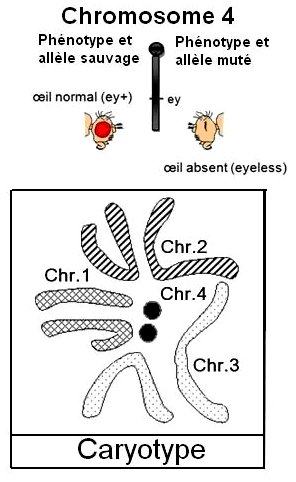 Chromosome 4
Phénotype et
allèle sauvage
Phénotype et
allèle muté
œil normal (ey+)
ey
œil absent (eyeless)
Chr.2
Chr.1
Chr.4
Chr.3
Caryotype